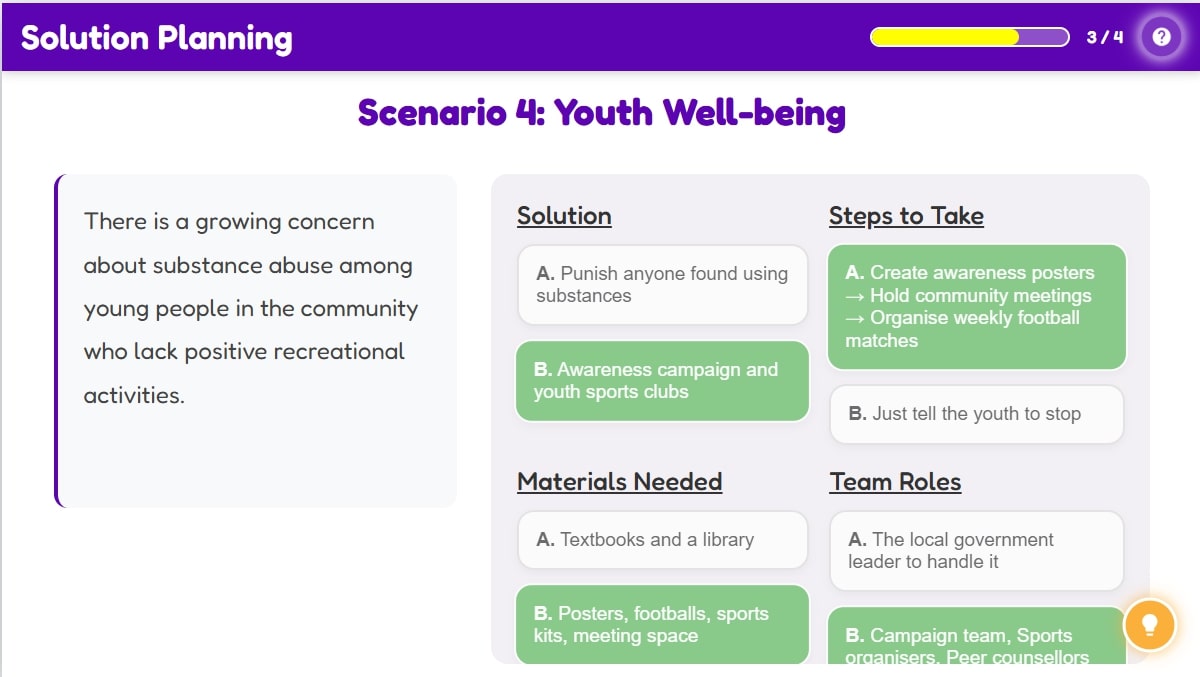 Solution Planning
3 / 4
?
Scenario 4: Youth Well-being
There is a growing concern
about substance abuse among
young people in the community
who lack positive recreational
activities.
Solution
A. Punish anyone found using
substances
B. Awareness campaign and
youth sports clubs
Steps to Take
A. Create awareness posters
→ Hold community meetings
→ Organise weekly football
matches
B. Just tell the youth to stop
Materials Needed
A. Textbooks and a library
B. Posters, footballs, sports
kits, meeting space
Team Roles
A. The local government
leader to handle it
B. Campaign team, Sports
organisers, Peer counsellors